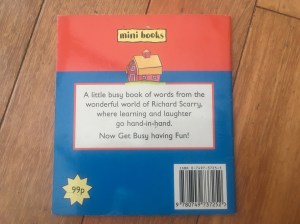 mini books
A little busy book of words from the
wonderful world of Richard Scarry,
where learning and laughter
go hand-in-hand.
Now Get Busy having Fun!
99p